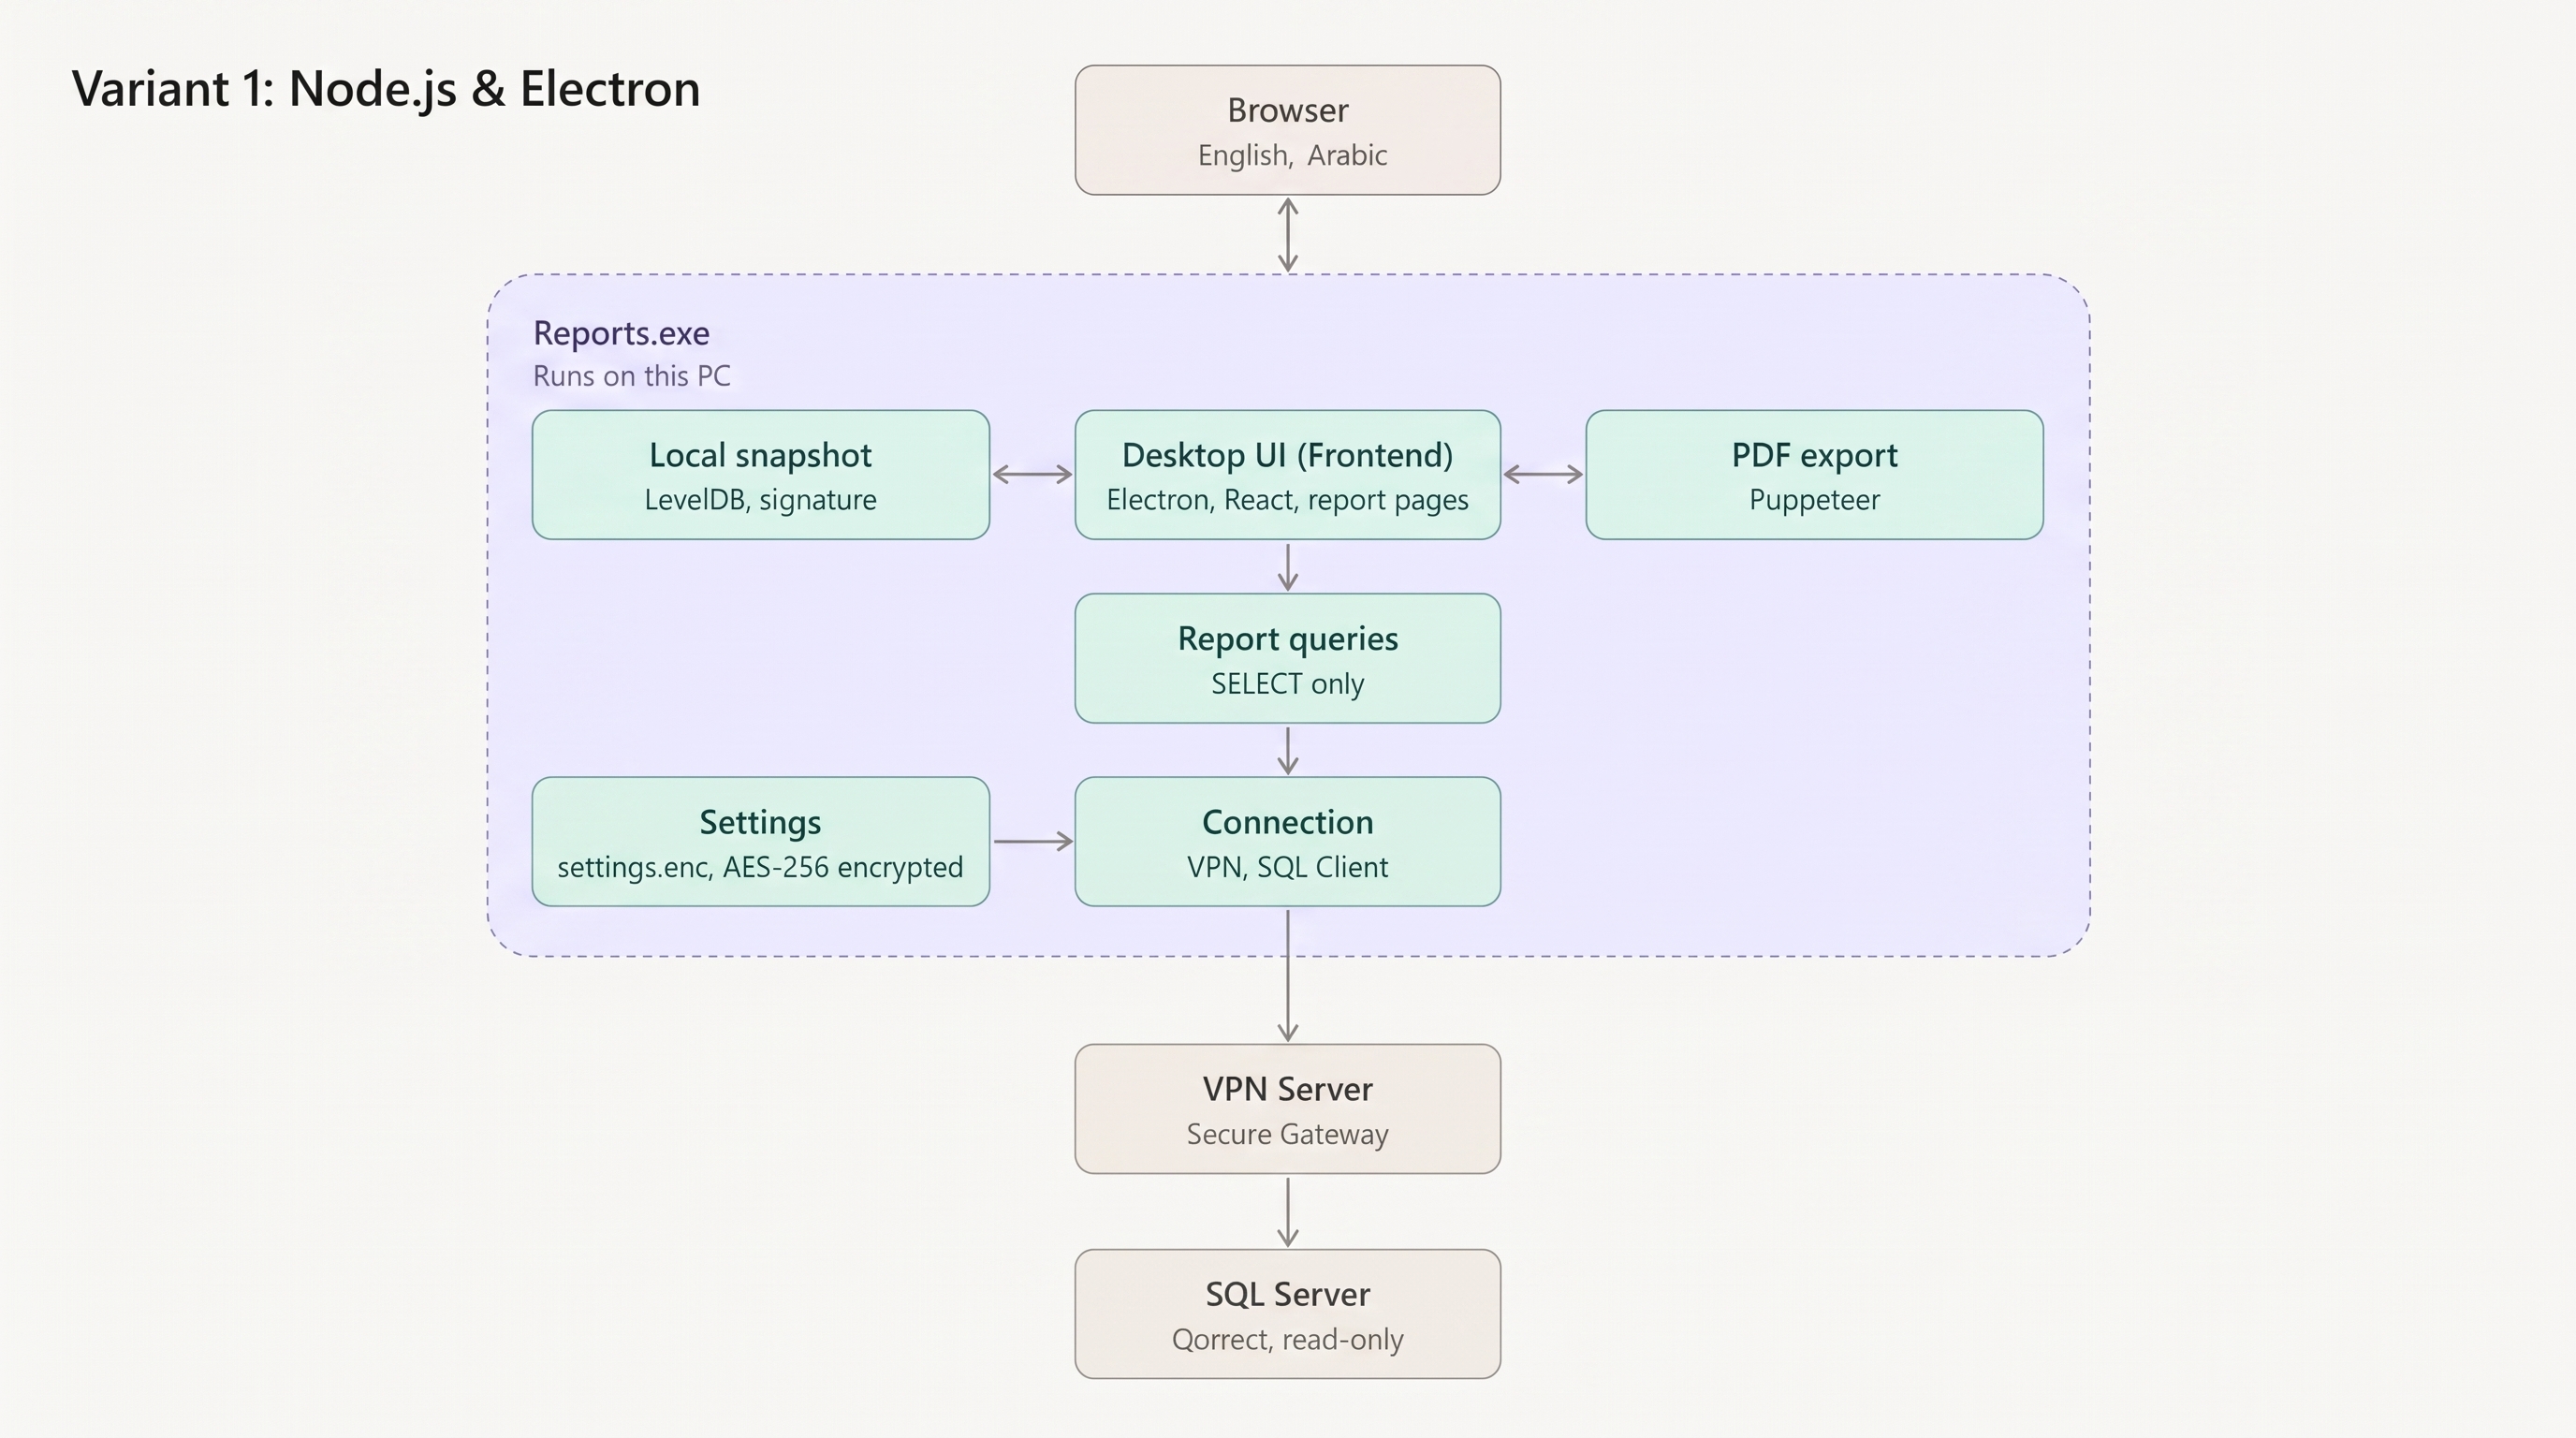 Variant 1: Node.js & Electron
Browser
English, Arabic
Reports.exe
Runs on this PC
Local snapshot
LevelDB, signature
Desktop UI (Frontend)
Electron, React, report pages
PDF export
Puppeteer
Report queries
SELECT only
Settings
settings.enc, AES-256 encrypted
Connection
VPN, SQL Client
VPN Server
Secure Gateway
SQL Server
Qorrect, read-only